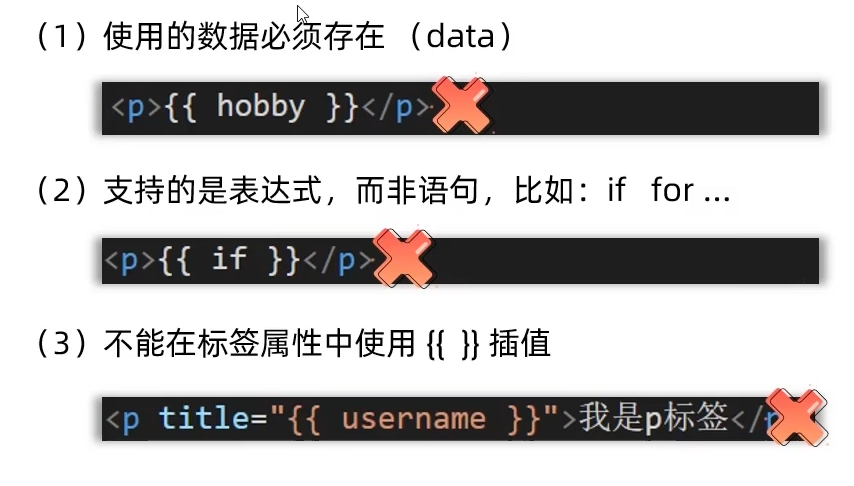 （1）使用的数据必须存在 （data）
<p>{{ hobby }}</p>
（2）支持的是表达式，而非语句，比如：if for ...
<p>{{ if }}</p>
（3）不能在标签属性中使用 {{ }} 插值
<p title="{{ username }}">我是p标签</p